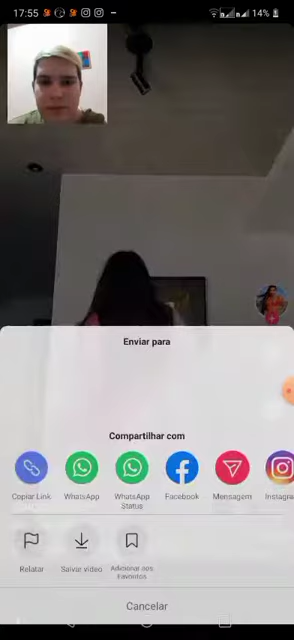 17:55
14%
Enviar para
Compartilhar com
Copiar Link
WhatsApp
WhatsApp Status
Facebook
Mensagem
Instagra
Relatar
Salvar vídeo
Adicionar aos Favoritos
Cancelar